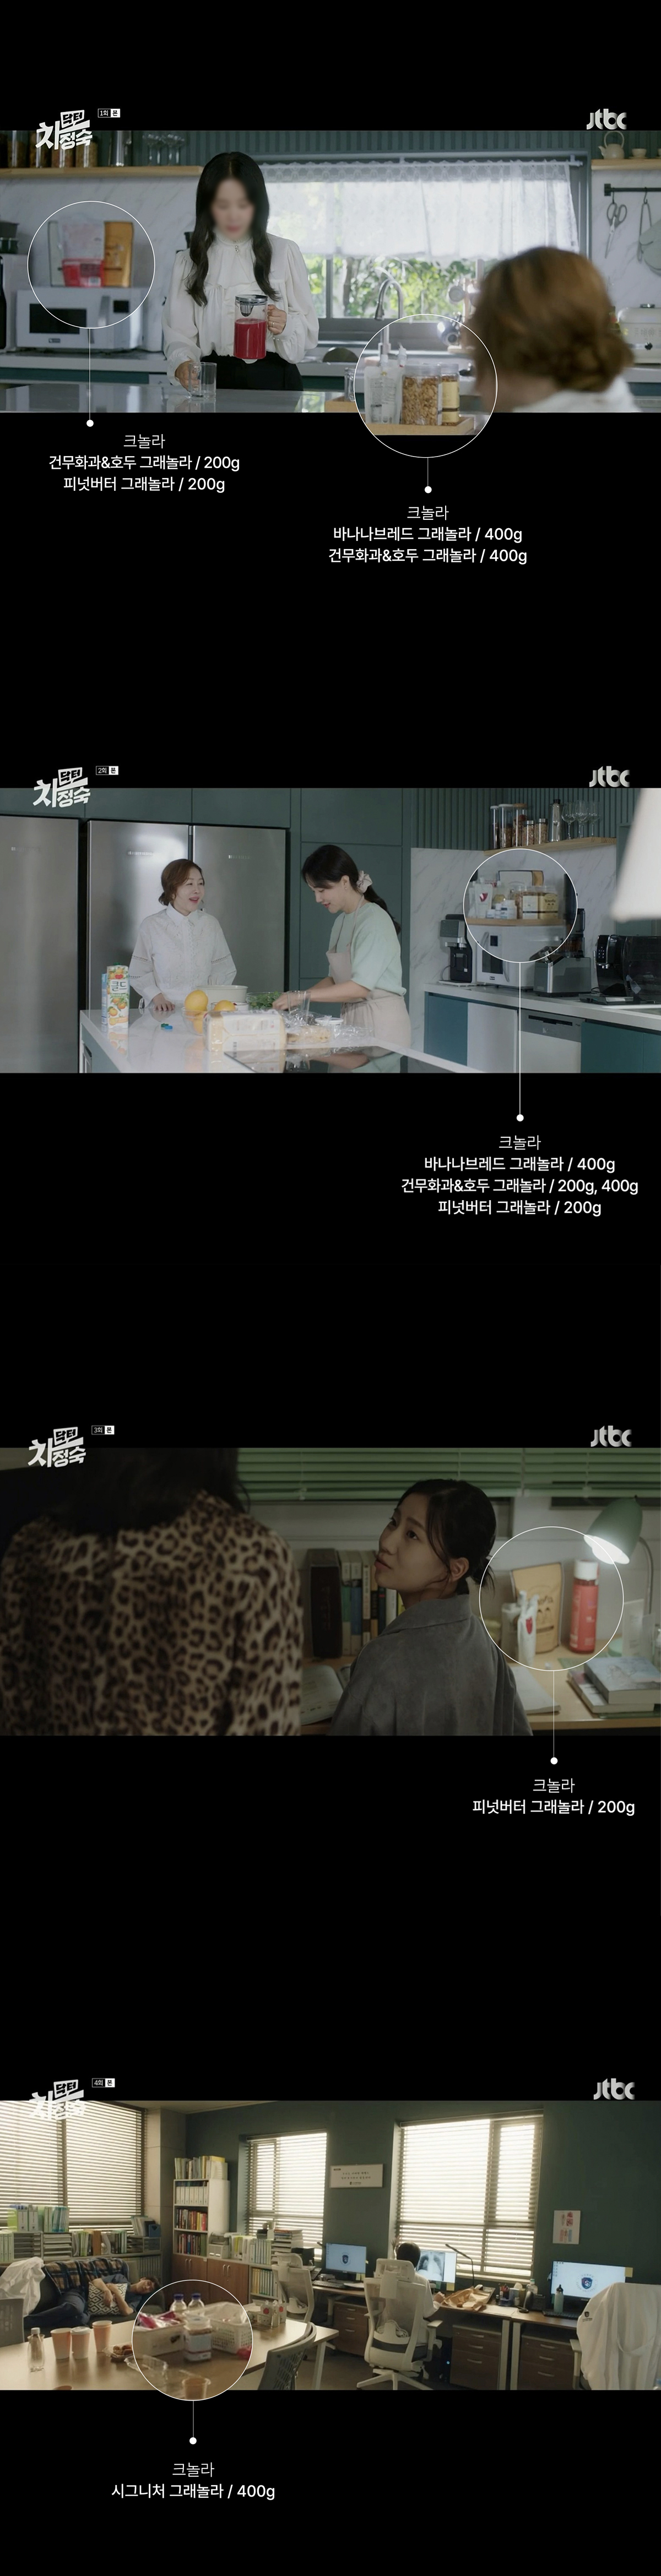 닥터
차정숙
1회 본
jtbc
크놀라
건무화과&호두 그래놀라 / 200g
피넛버터 그래놀라 / 200g
크놀라
바나나브레드 그래놀라 / 400g
건무화과&호두 그래놀라 / 400g
닥터
차정숙
2회 본
jtbc
콜드
크놀라
바나나브레드 그래놀라 / 400g
건무화과&호두 그래놀라 / 200g, 400g
피넛버터 그래놀라 / 200g
닥터
차정숙
3회 본
jtbc
크놀라
피넛버터 그래놀라 / 200g
닥터
차정숙
4회 본
jtbc
크놀라
시그니처 그래놀라 / 400g